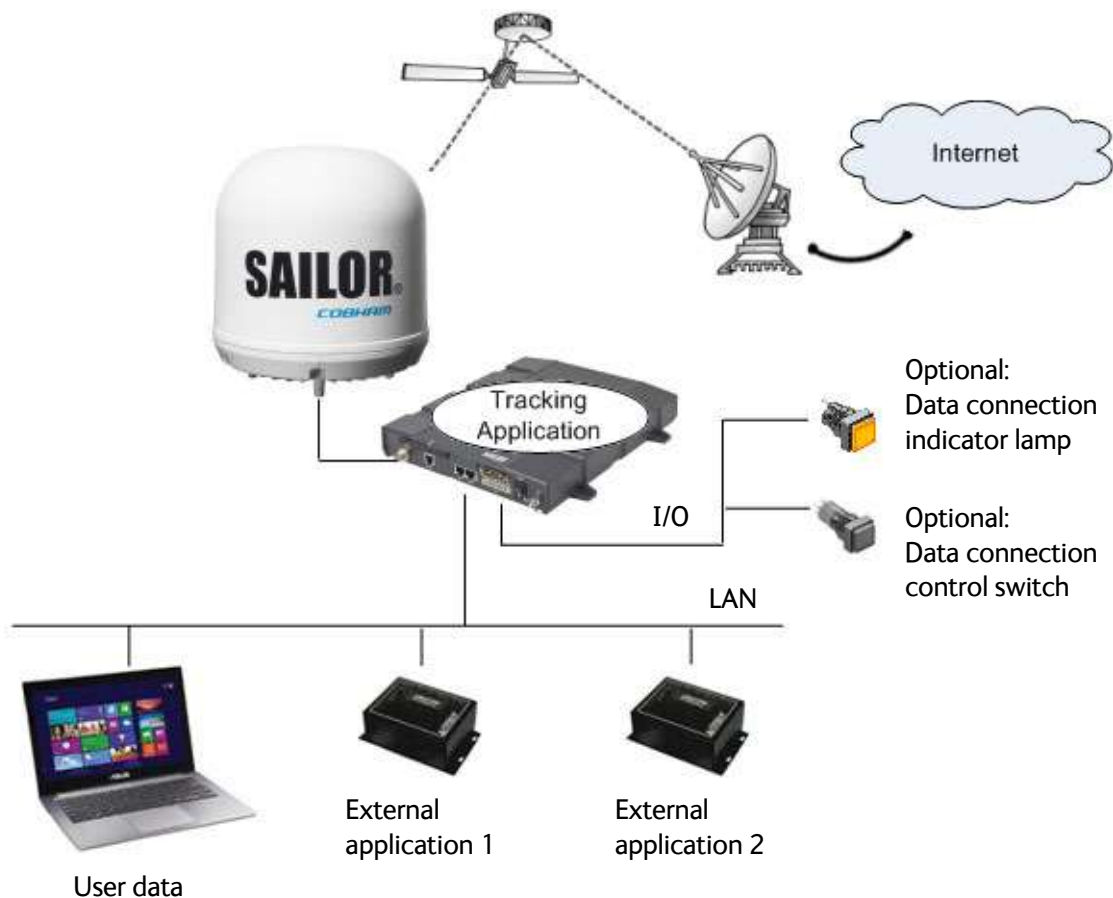 Internet
SAILOR®
COBHAM
Tracking
Application
Optional:
Data connection
indicator lamp
I/O
Optional:
Data connection
control switch
LAN
ASUS
External
application 1
External
application 2
User data